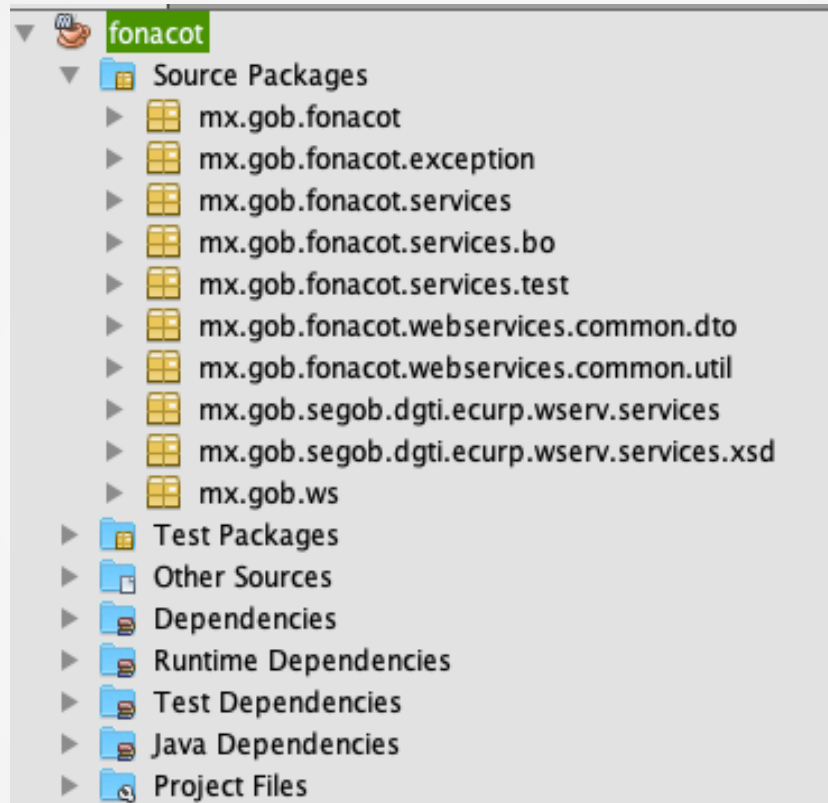 fonacot
Source Packages
mx.gob.fonacot
mx.gob.fonacot.exception
mx.gob.fonacot.services
mx.gob.fonacot.services.bo
mx.gob.fonacot.services.test
mx.gob.fonacot.webservices.common.dto
mx.gob.fonacot.webservices.common.util
mx.gob.segob.dgti.ecurp.wserv.services
mx.gob.segob.dgti.ecurp.wserv.services.xsd
mx.gob.ws
Test Packages
Other Sources
Dependencies
Runtime Dependencies
Test Dependencies
Java Dependencies
Project Files